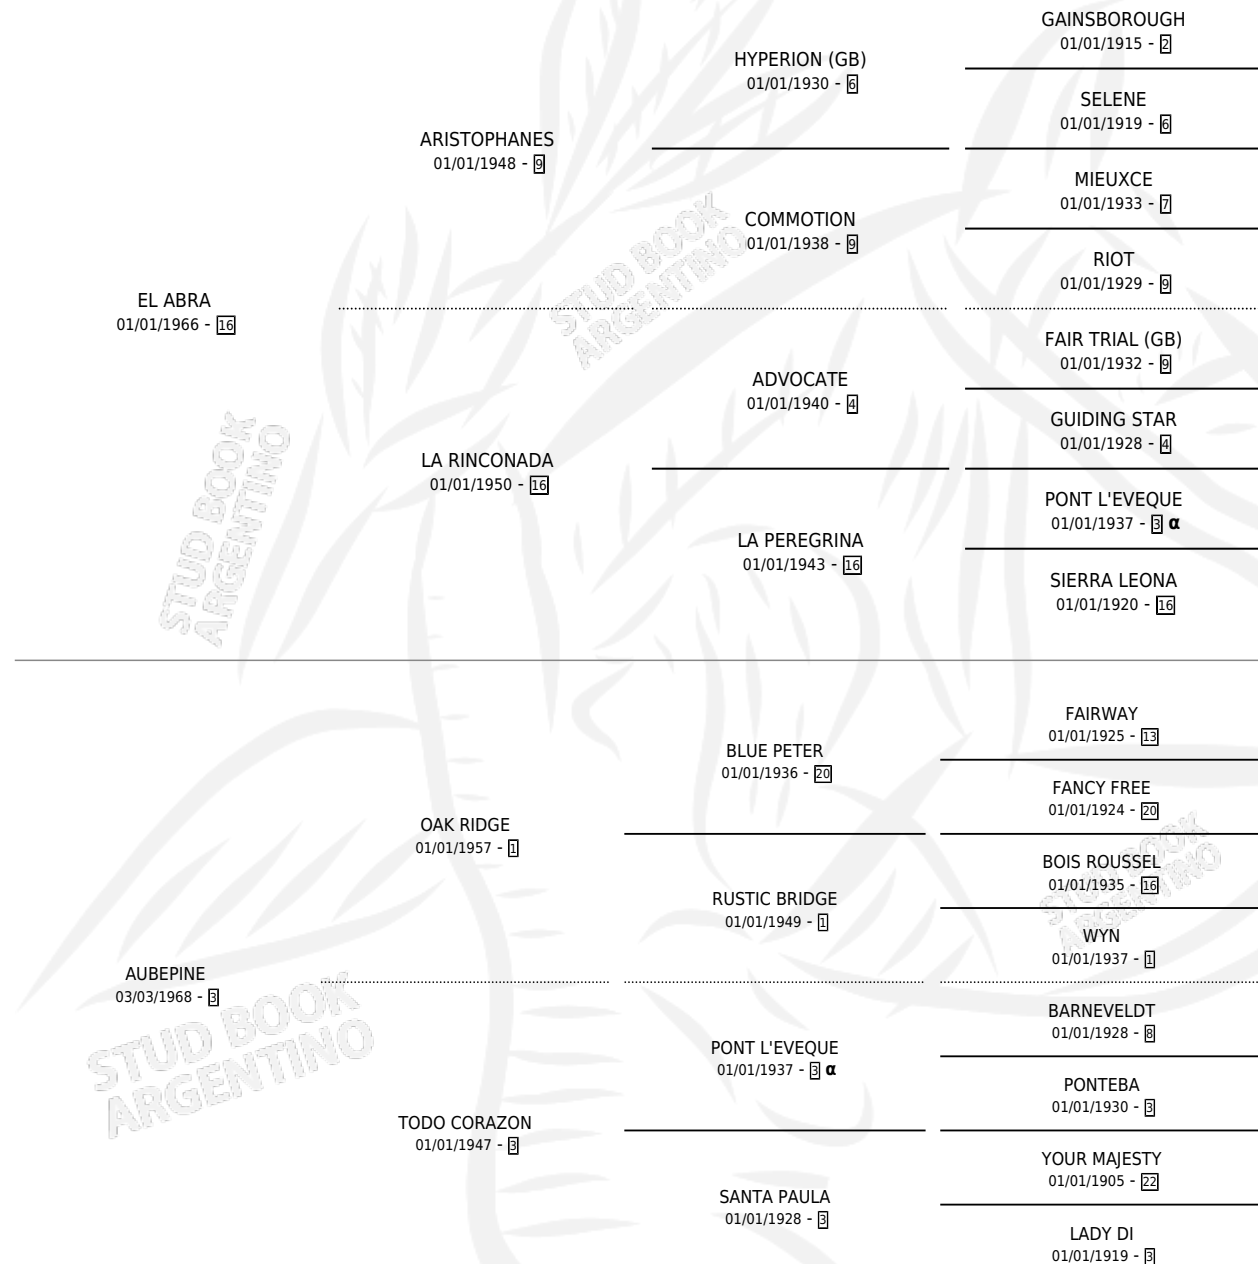 GAINSBOROUGH
01/01/1915 - 2
HYPERION (GB)
01/01/1930 - 6
SELENE
01/01/1919 - 6
ARISTOPHANES
01/01/1948 - 9
MIEUXCE
01/01/1933 - 7
COMMOTION
01/01/1938 - 9
RIOT
01/01/1929 - 9
EL ABRA
01/01/1966 - 16
FAIR TRIAL (GB)
01/01/1932 - 9
ADVOCATE
01/01/1940 - 4
GUIDING STAR
01/01/1928 - 4
LA RINCONADA
01/01/1950 - 16
PONT L'EVEQUE
01/01/1937 - 3 α
LA PEREGRINA
01/01/1943 - 16
SIERRA LEONA
01/01/1920 - 16
FAIRWAY
01/01/1925 - 13
BLUE PETER
01/01/1936 - 20
FANCY FREE
01/01/1924 - 20
OAK RIDGE
01/01/1957 - 1
BOIS ROUSSEL
01/01/1935 - 16
RUSTIC BRIDGE
01/01/1949 - 1
WYN
01/01/1937 - 1
AUBEPINE
03/03/1968 - 3
BARNEVELDT
01/01/1928 - 8
PONT L'EVEQUE
01/01/1937 - 3 α
PONTEBA
01/01/1930 - 3
TODO CORAZON
01/01/1947 - 3
YOUR MAJESTY
01/01/1905 - 22
SANTA PAULA
01/01/1928 - 3
LADY DI
01/01/1919 - 3
STUD BOOK
ARGENTINO
STUD BOOK
ARGENTINO
STUD BOOK
ARGENTINO
STUD BOOK
ARGENTINO